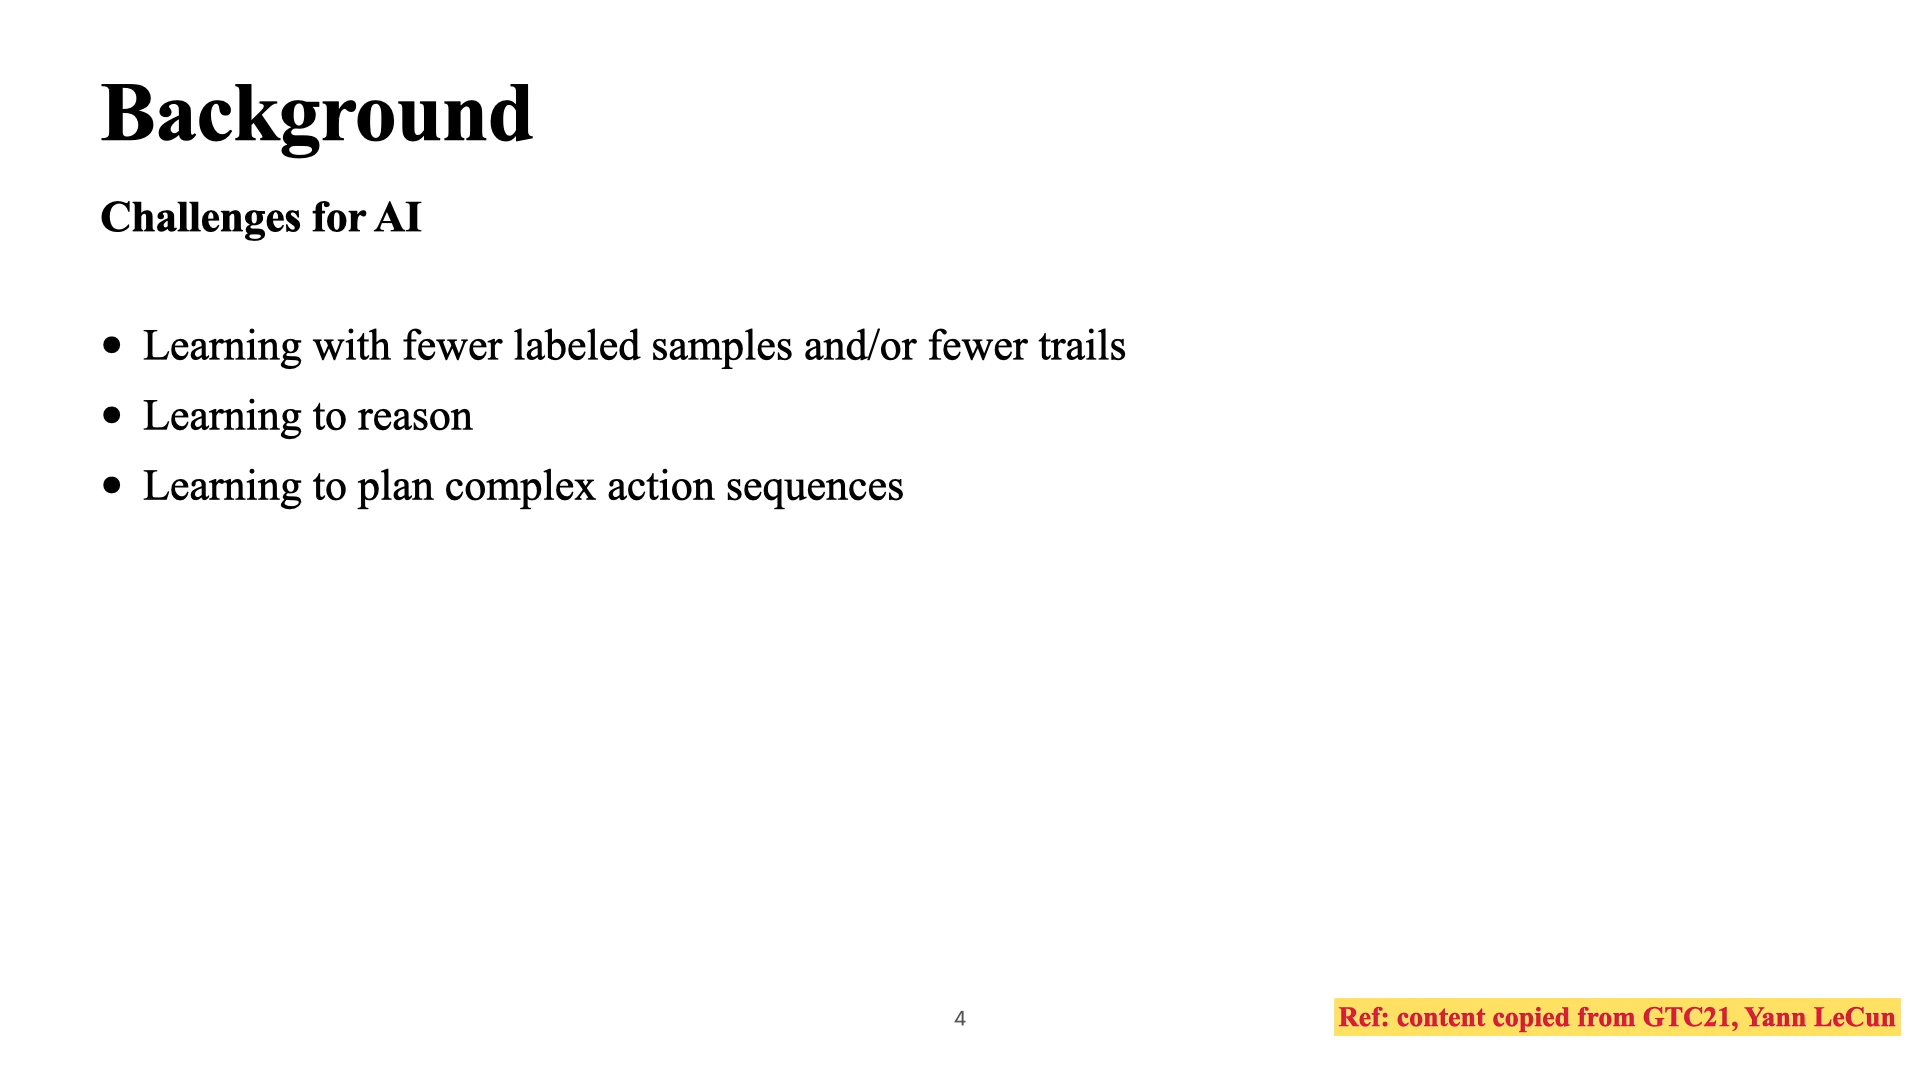 Background
Challenges for AI
• Learning with fewer labeled samples and/or fewer trails
• Learning to reason
• Learning to plan complex action sequences
4
Ref: content copied from GTC21, Yann LeCun